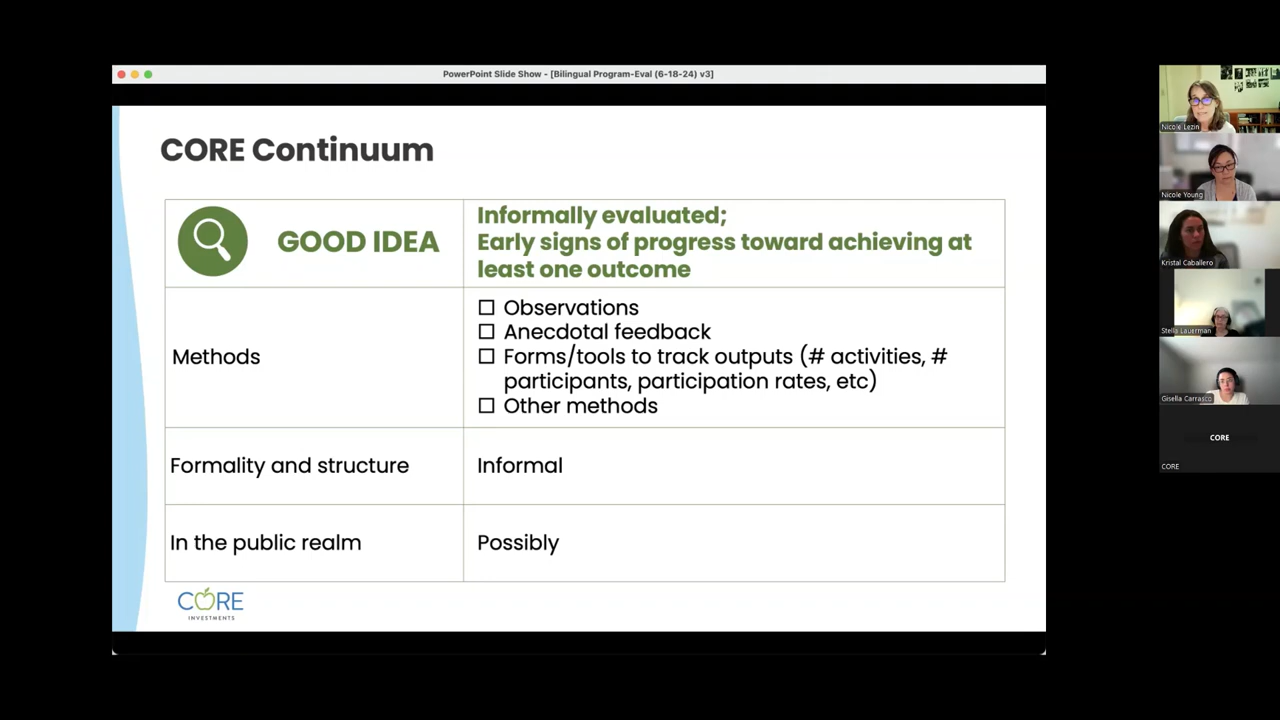 PowerPoint Slide Show - [Bilingual Program-Eval (6-18-24) v3]
CORE Continuum
GOOD IDEA
Informally evaluated;
Early signs of progress toward achieving at
least one outcome
Methods
Observations
Anecdotal feedback
Forms/tools to track outputs (# activities, #
participants, participation rates, etc)
Other methods
Formality and structure
Informal
In the public realm
Possibly
CORE
INVESTMENTS
Nicole Lezin
Nicole Young
Kristal Caballero
Stella Lauerman
Gisella Carrasco
CORE
CORE